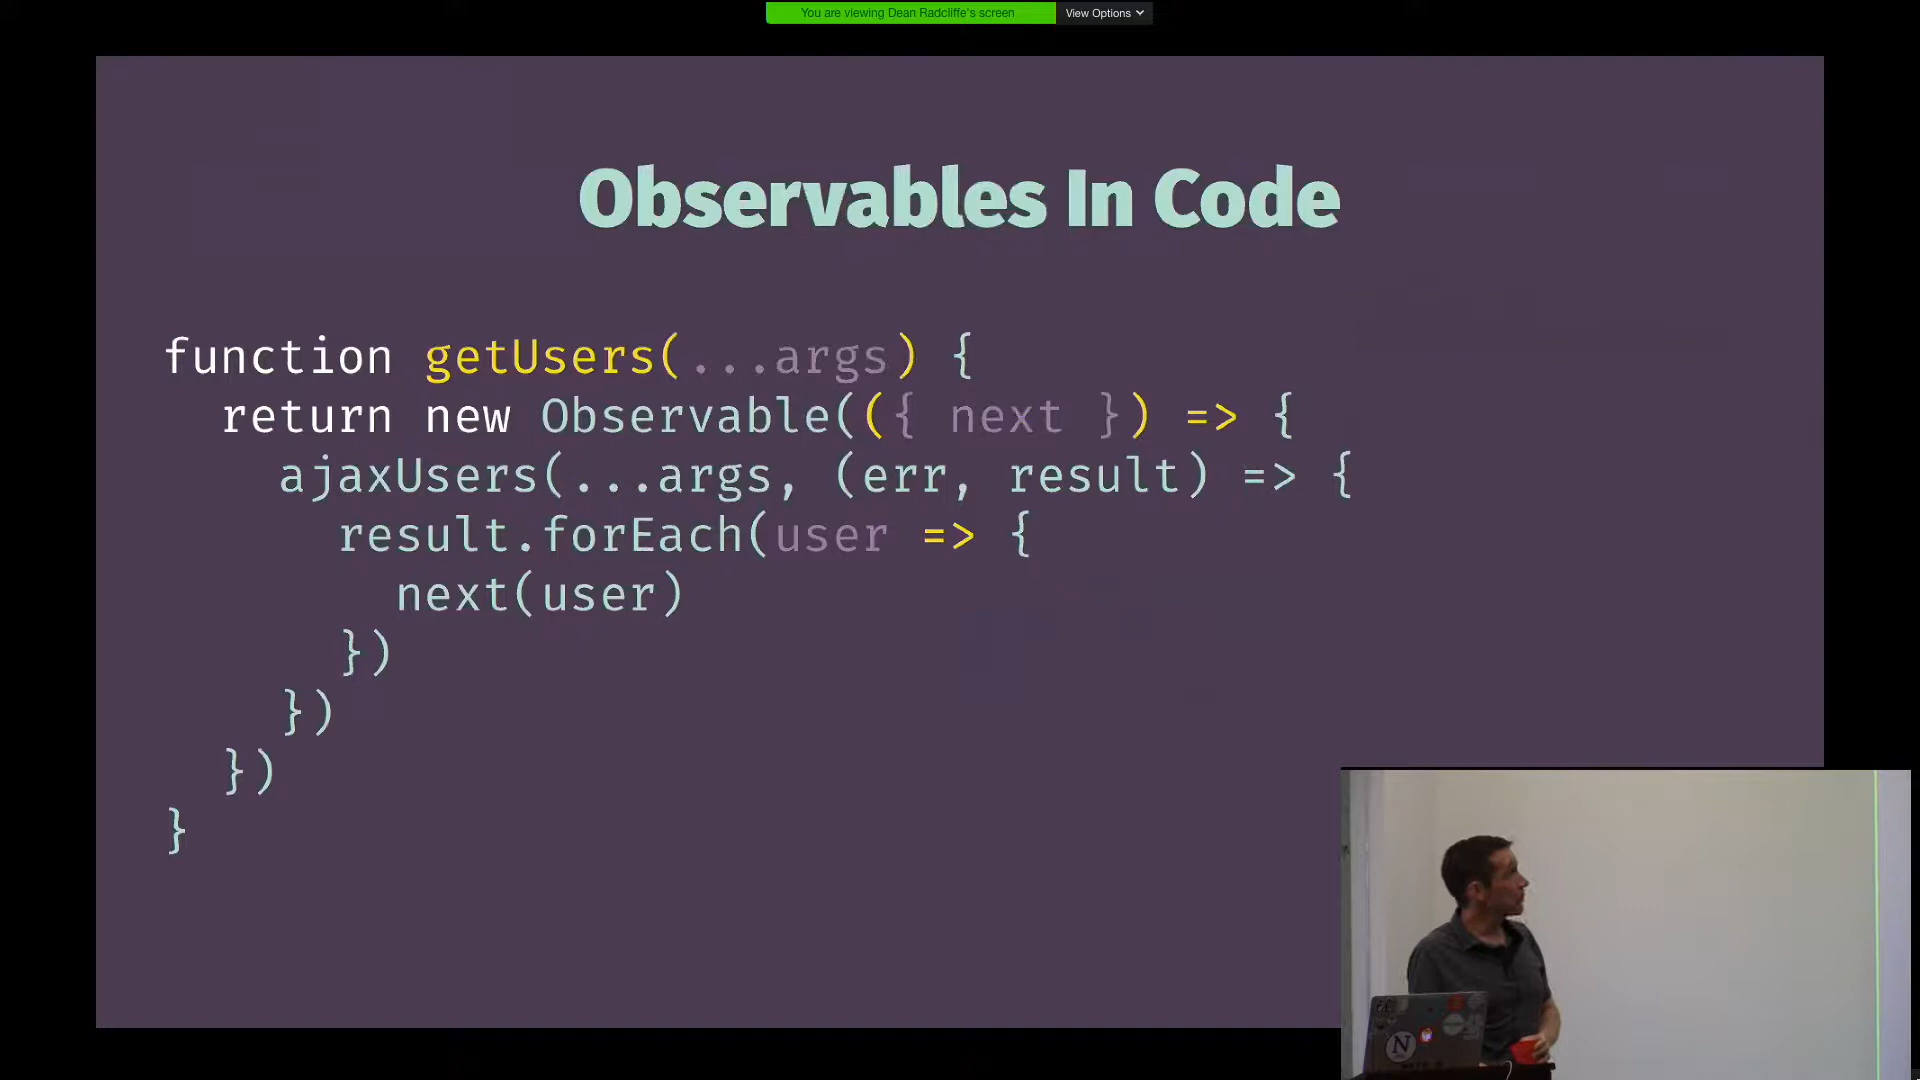 You are viewing Dean Radcliffe's screen
View Options
Observables In Code
function getUsers(...args) {
return new Observable(({ next }) => {
ajaxUsers(...args, (err, result) => {
result.forEach(user => {
next(user)
})
})
})
}
N